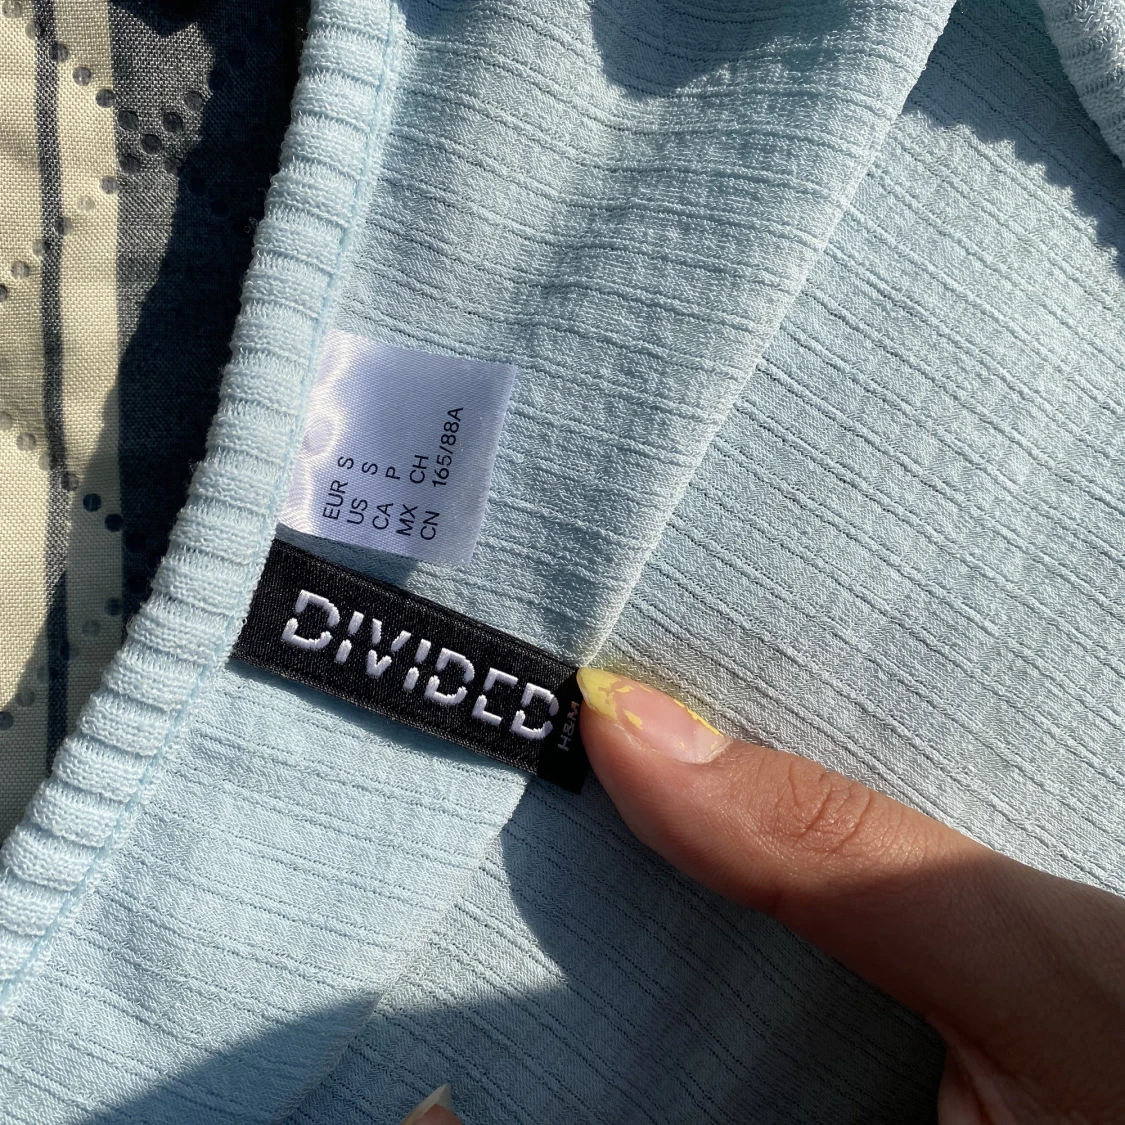 EUR S
US S
CA P
MX CH
CN 165/88A
DIVIDED
H&M